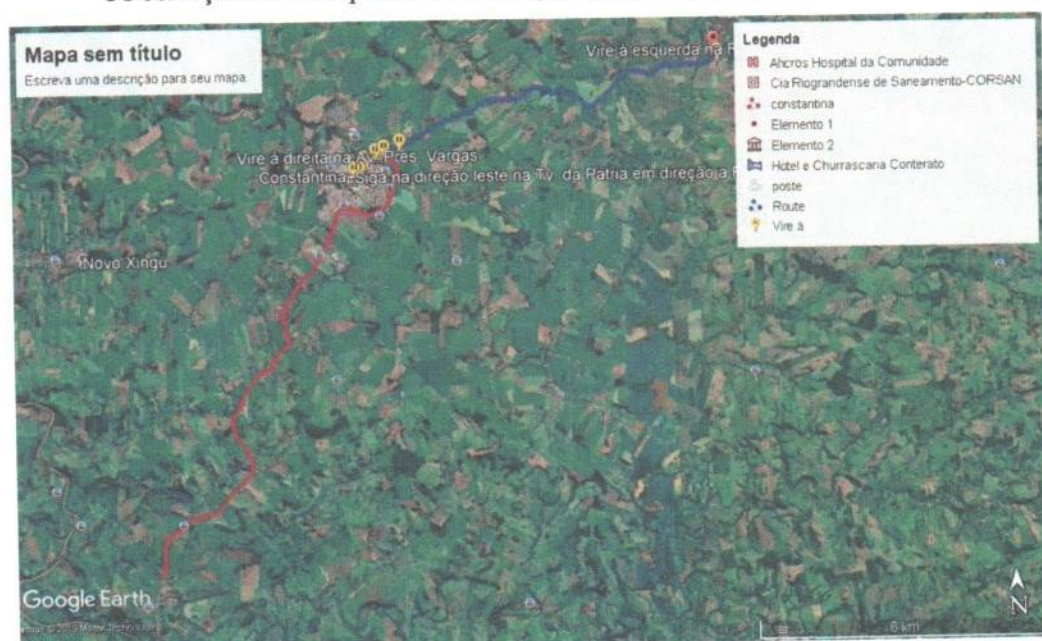 Mapa sem título
Escreva uma descrição para seu mapa.
Legenda
Ahcros Hospital da Comunidade
Cia Riograndense de Saneamento-CORSAN
constantina
Elemento 1
Elemento 2
Hotel e Churrascaria Conterato
poste
Route
Vire à
Vire à esquerda na
Vire à direita na Av. Pres. Vargas
Constantina, Siga na direção leste na Tv. da Patria em direção a
Novo Xingu
Google Earth
6 km
N